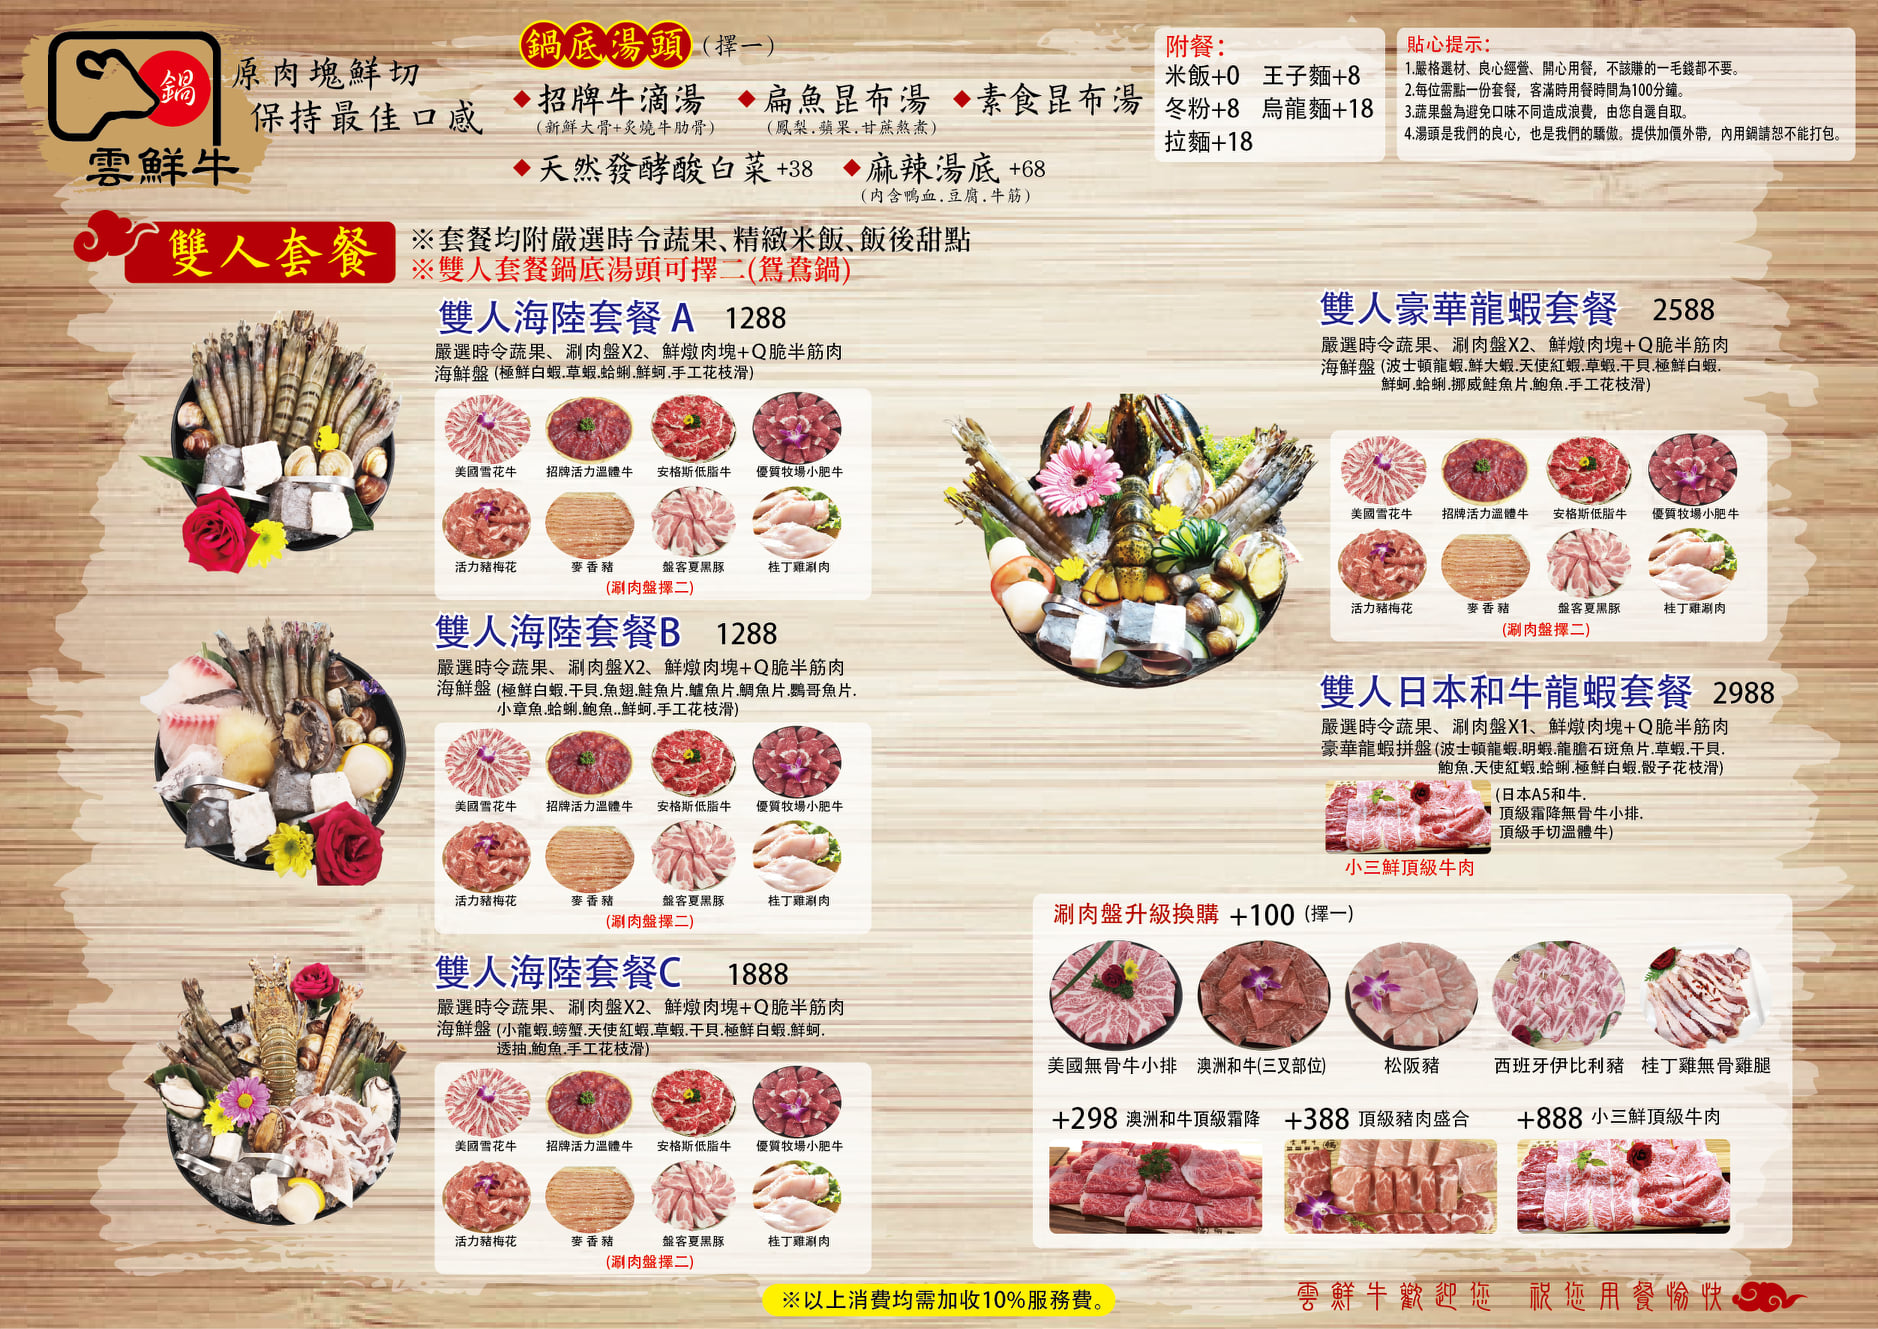 鍋
雲鮮牛
原肉塊鮮切
保持最佳口感
鍋底湯頭(擇一)
◆招牌牛滴湯 ◆扁魚昆布湯 ◆素食昆布湯
(新鮮大骨+炙燒牛肋骨) (鳳梨.蘋果.甘蔗熬煮)
◆天然發酵酸白菜+38 ◆麻辣湯底+68
(內含鴨血.豆腐.牛筋)
附餐：
米飯+0 王子麵+8
冬粉+8 烏龍麵+18
拉麵+18
貼心提示：
1.嚴格選材、良心經營、開心用餐，不該賺的一毛錢都不要。
2.每位需點一份套餐，客滿時用餐時間為100分鐘。
3.蔬果盤為避免口味不同造成浪費，由您自選自取。
4.湯頭是我們的良心，也是我們的驕傲。提供加價外帶，內用鍋請恕不能打包。
雙人套餐
※套餐均附嚴選時令蔬果、精緻米飯、飯後甜點
※雙人套餐鍋底湯頭可擇二(鴛鴦鍋)
雙人海陸套餐 A 1288
嚴選時令蔬果、涮肉盤X2、鮮燉肉塊+Q脆半筋肉
海鮮盤 (極鮮白蝦.草蝦.蛤蜊.鮮蚵.手工花枝滑)
美國雪花牛 招牌活力溫體牛 安格斯低脂牛 優質牧場小肥牛
活力豬梅花 麥香豬 盤客夏黑豚 桂丁雞涮肉
(涮肉盤擇二)
雙人海陸套餐B 1288
嚴選時令蔬果、涮肉盤X2、鮮燉肉塊+Q脆半筋肉
海鮮盤 (極鮮白蝦.干貝.魚翅.鮭魚片.鱸魚片.鯛魚片.鸚哥魚片.
小章魚.蛤蜊.鮑魚..鮮蚵.手工花枝滑)
美國雪花牛 招牌活力溫體牛 安格斯低脂牛 優質牧場小肥牛
活力豬梅花 麥香豬 盤客夏黑豚 桂丁雞涮肉
(涮肉盤擇二)
雙人海陸套餐C 1888
嚴選時令蔬果、涮肉盤X2、鮮燉肉塊+Q脆半筋肉
海鮮盤 (小龍蝦.螃蟹.天使紅蝦.草蝦.干貝.極鮮白蝦.鮮蚵.
透抽.鮑魚.手工花枝滑)
美國雪花牛 招牌活力溫體牛 安格斯低脂牛 優質牧場小肥牛
活力豬梅花 麥香豬 盤客夏黑豚 桂丁雞涮肉
(涮肉盤擇二)
雙人豪華龍蝦套餐 2588
嚴選時令蔬果、涮肉盤X2、鮮燉肉塊+Q脆半筋肉
海鮮盤 (波士頓龍蝦.鮮大蝦.天使紅蝦.草蝦.干貝.極鮮白蝦.
鮮蚵.蛤蜊.挪威鮭魚片.鮑魚.手工花枝滑)
美國雪花牛 招牌活力溫體牛 安格斯低脂牛 優質牧場小肥牛
活力豬梅花 麥香豬 盤客夏黑豚 桂丁雞涮肉
(涮肉盤擇二)
雙人日本和牛龍蝦套餐 2988
嚴選時令蔬果、涮肉盤X1、鮮燉肉塊+Q脆半筋肉
豪華龍蝦拼盤(波士頓龍蝦.明蝦.龍膽石斑魚片.草蝦.干貝.
鮑魚.天使紅蝦.蛤蜊.極鮮白蝦.骰子花枝滑)
(日本A5和牛.
頂級霜降無骨牛小排.
頂級手切溫體牛)
小三鮮頂級牛肉
涮肉盤升級換購 +100 (擇一)
美國無骨牛小排 澳洲和牛(三叉部位) 松阪豬 西班牙伊比利豬 桂丁雞無骨雞腿
+298 澳洲和牛頂級霜降 +388 頂級豬肉盛合 +888 小三鮮頂級牛肉
※以上消費均需加收10%服務費。
雲鮮牛歡迎您 祝您用餐愉快